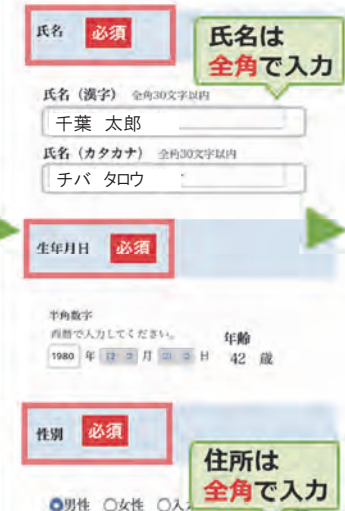 氏名 必須
氏名は
全角で入力
氏名（漢字） 全角30文字以内
千葉 太郎
氏名（カタカナ） 全角30文字以内
チバ タロウ
生年月日 必須
半角数字
西暦で入力してください。
年齢
1980 年 月 日 42 歳
性別 必須
住所は
全角で入力
男性 女性